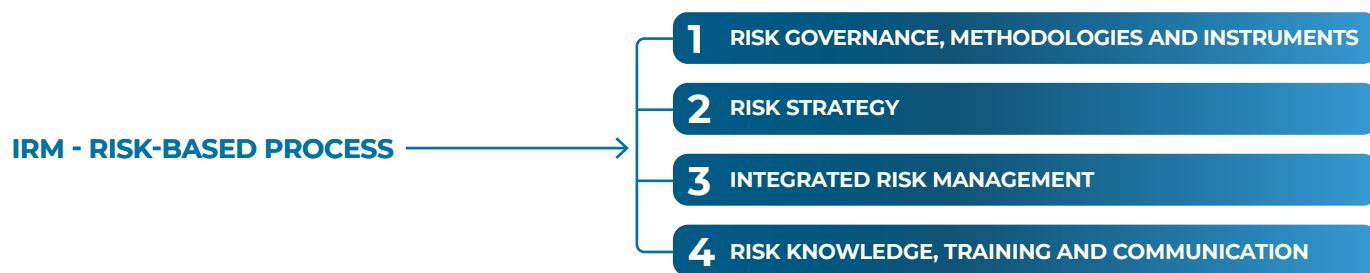 IRM - RISK-BASED PROCESS
1 RISK GOVERNANCE, METHODOLOGIES AND INSTRUMENTS
2 RISK STRATEGY
3 INTEGRATED RISK MANAGEMENT
4 RISK KNOWLEDGE, TRAINING AND COMMUNICATION